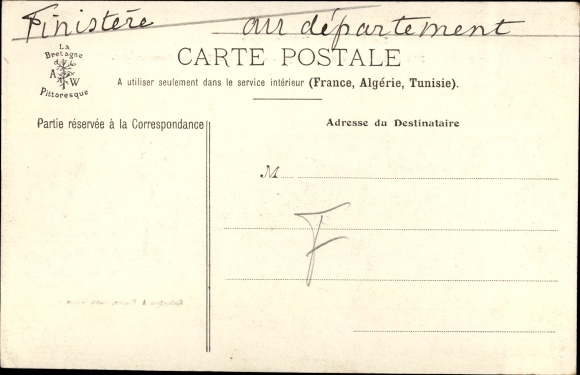 Finistère au département
La
Bretagne
A W
Pittoresque
CARTE POSTALE
A utiliser seulement dans le service intérieur (France, Algérie, Tunisie).
Partie réservée à la Correspondance
Adresse du Destinataire
M
F